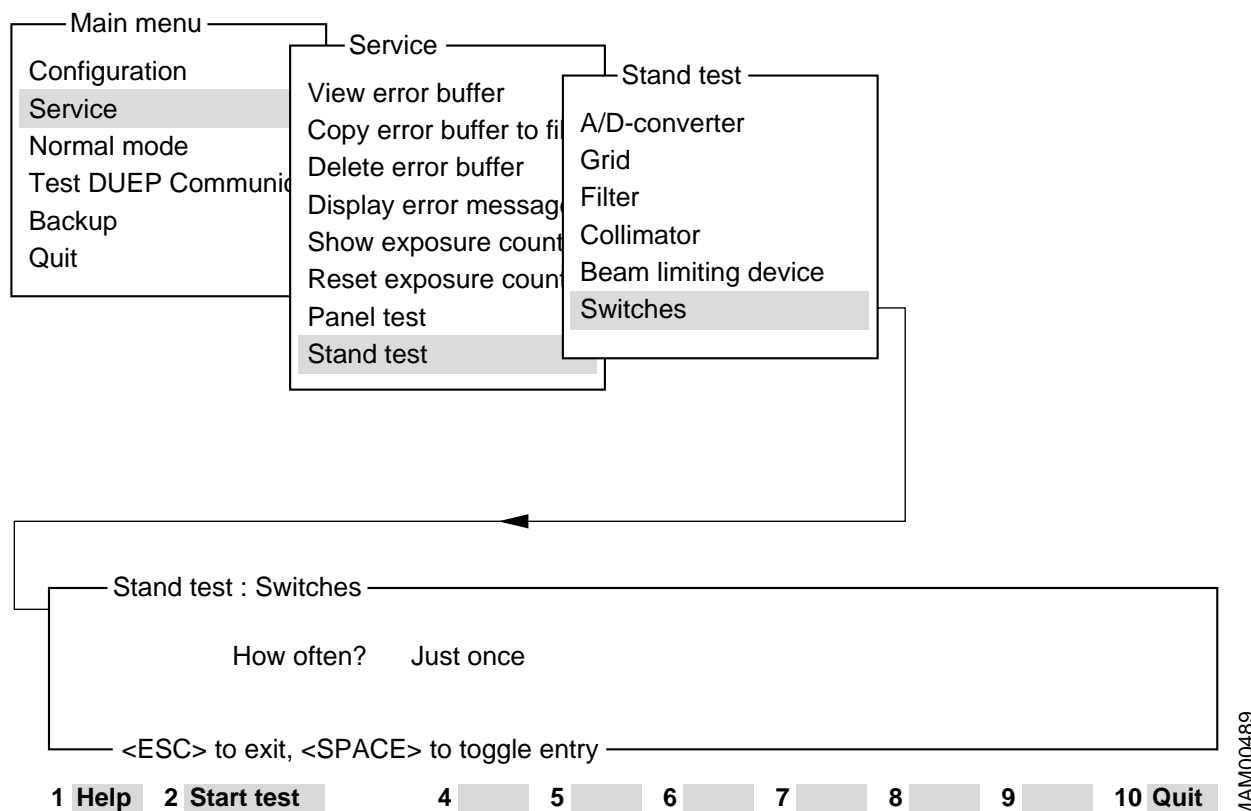 Main menu
Configuration
Service
Normal mode
Test DUEP Communic
Backup
Quit
Service
View error buffer
Copy error buffer to fil
Delete error buffer
Display error messag
Show exposure count
Reset exposure coun
Panel test
Stand test
Stand test
A/D-converter
Grid
Filter
Collimator
Beam limiting device
Switches
Stand test : Switches
How often? Just once
<ESC> to exit, <SPACE> to toggle entry
1 Help 2 Start test 4 5 6 7 8 9 10 Quit
AM00489